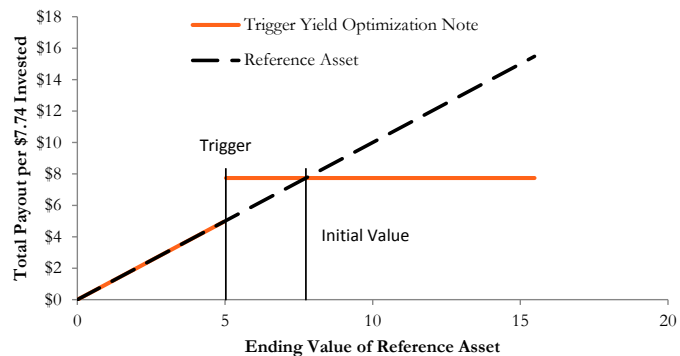 Total Payout per $7.74 Invested
$18
$16
$14
$12
$10
$8
$6
$4
$2
$0
Trigger Yield Optimization Note
Reference Asset
Trigger
Initial Value
0
5
10
15
20
Ending Value of Reference Asset